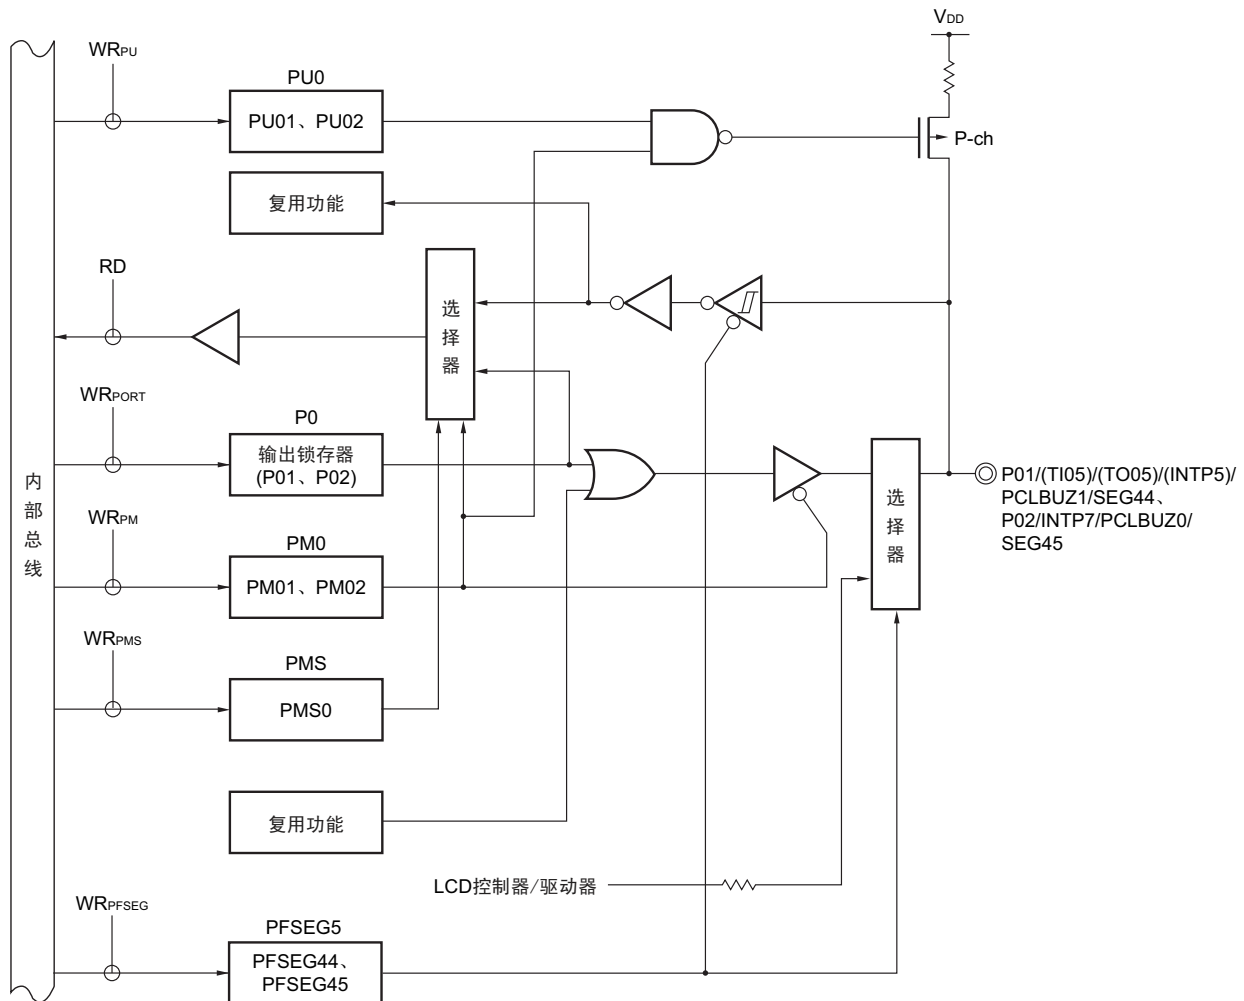 VDD
WRPU
PU0
PU01、PU02
P-ch
复用功能
RD
选择器
WRPORT
P0
输出锁存器
(P01、P02)
内部总线
选择器
P01/(TI05)/(TO05)/(INTP5)/
PCLBUZ1/SEG44、
P02/INTP7/PCLBUZ0/
SEG45
WRPM
PM0
PM01、PM02
WRPMS
PMS
PMS0
复用功能
LCD控制器/驱动器
WRPFSEG
PFSEG5
PFSEG44、
PFSEG45